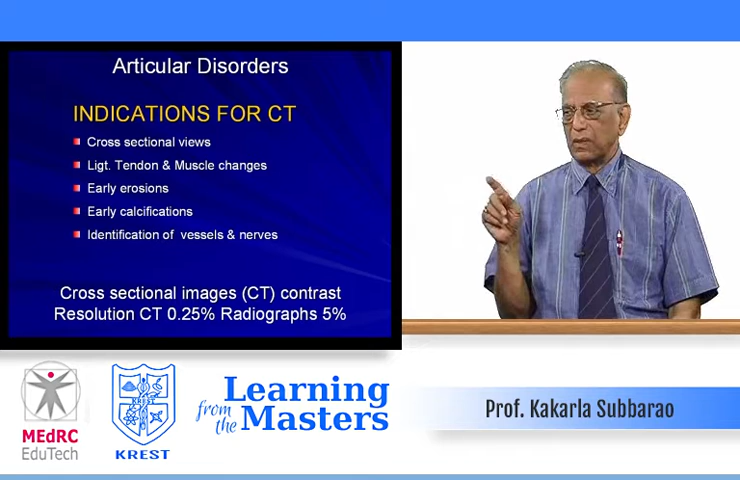 Articular Disorders
INDICATIONS FOR CT
Cross sectional views
Ligt. Tendon & Muscle changes
Early erosions
Early calcifications
Identification of vessels & nerves
Cross sectional images (CT) contrast
Resolution CT 0.25% Radiographs 5%
MEdRC
EduTech
KREST
KREST
Learning
from the
Masters
Prof. Kakarla Subbarao